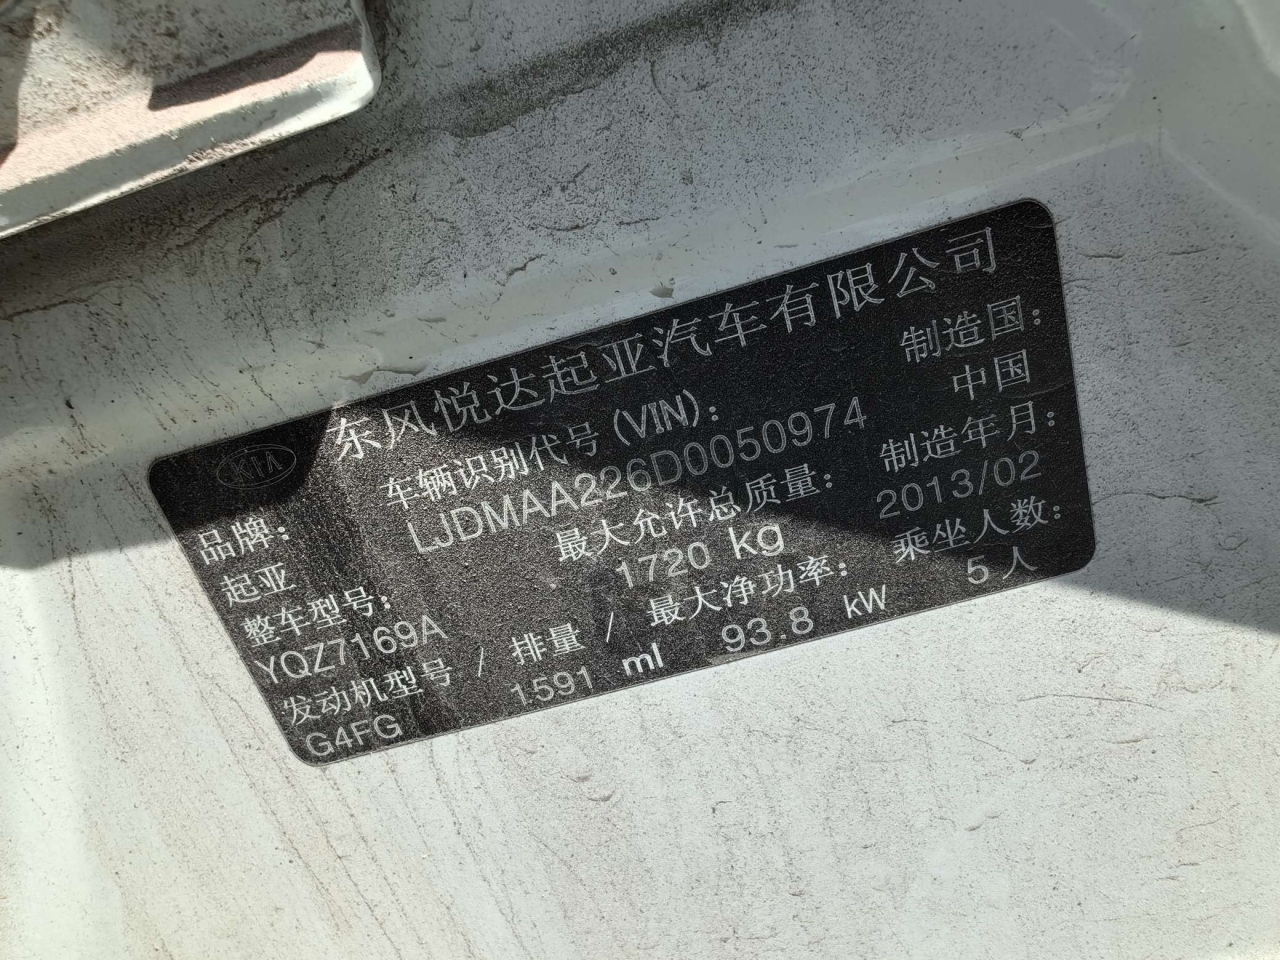 KIA
东风悦达起亚汽车有限公司
品牌：
起亚
车辆识别代号(VIN)：
LJDMAA226D0050974
制造国：
中国
整车型号：
YQZ7169A
最大允许总质量：
1720 kg
制造年月：
2013/02
发动机型号 / 排量 / 最大净功率：
G4FG 1591 ml 93.8 kW
乘坐人数：
5人